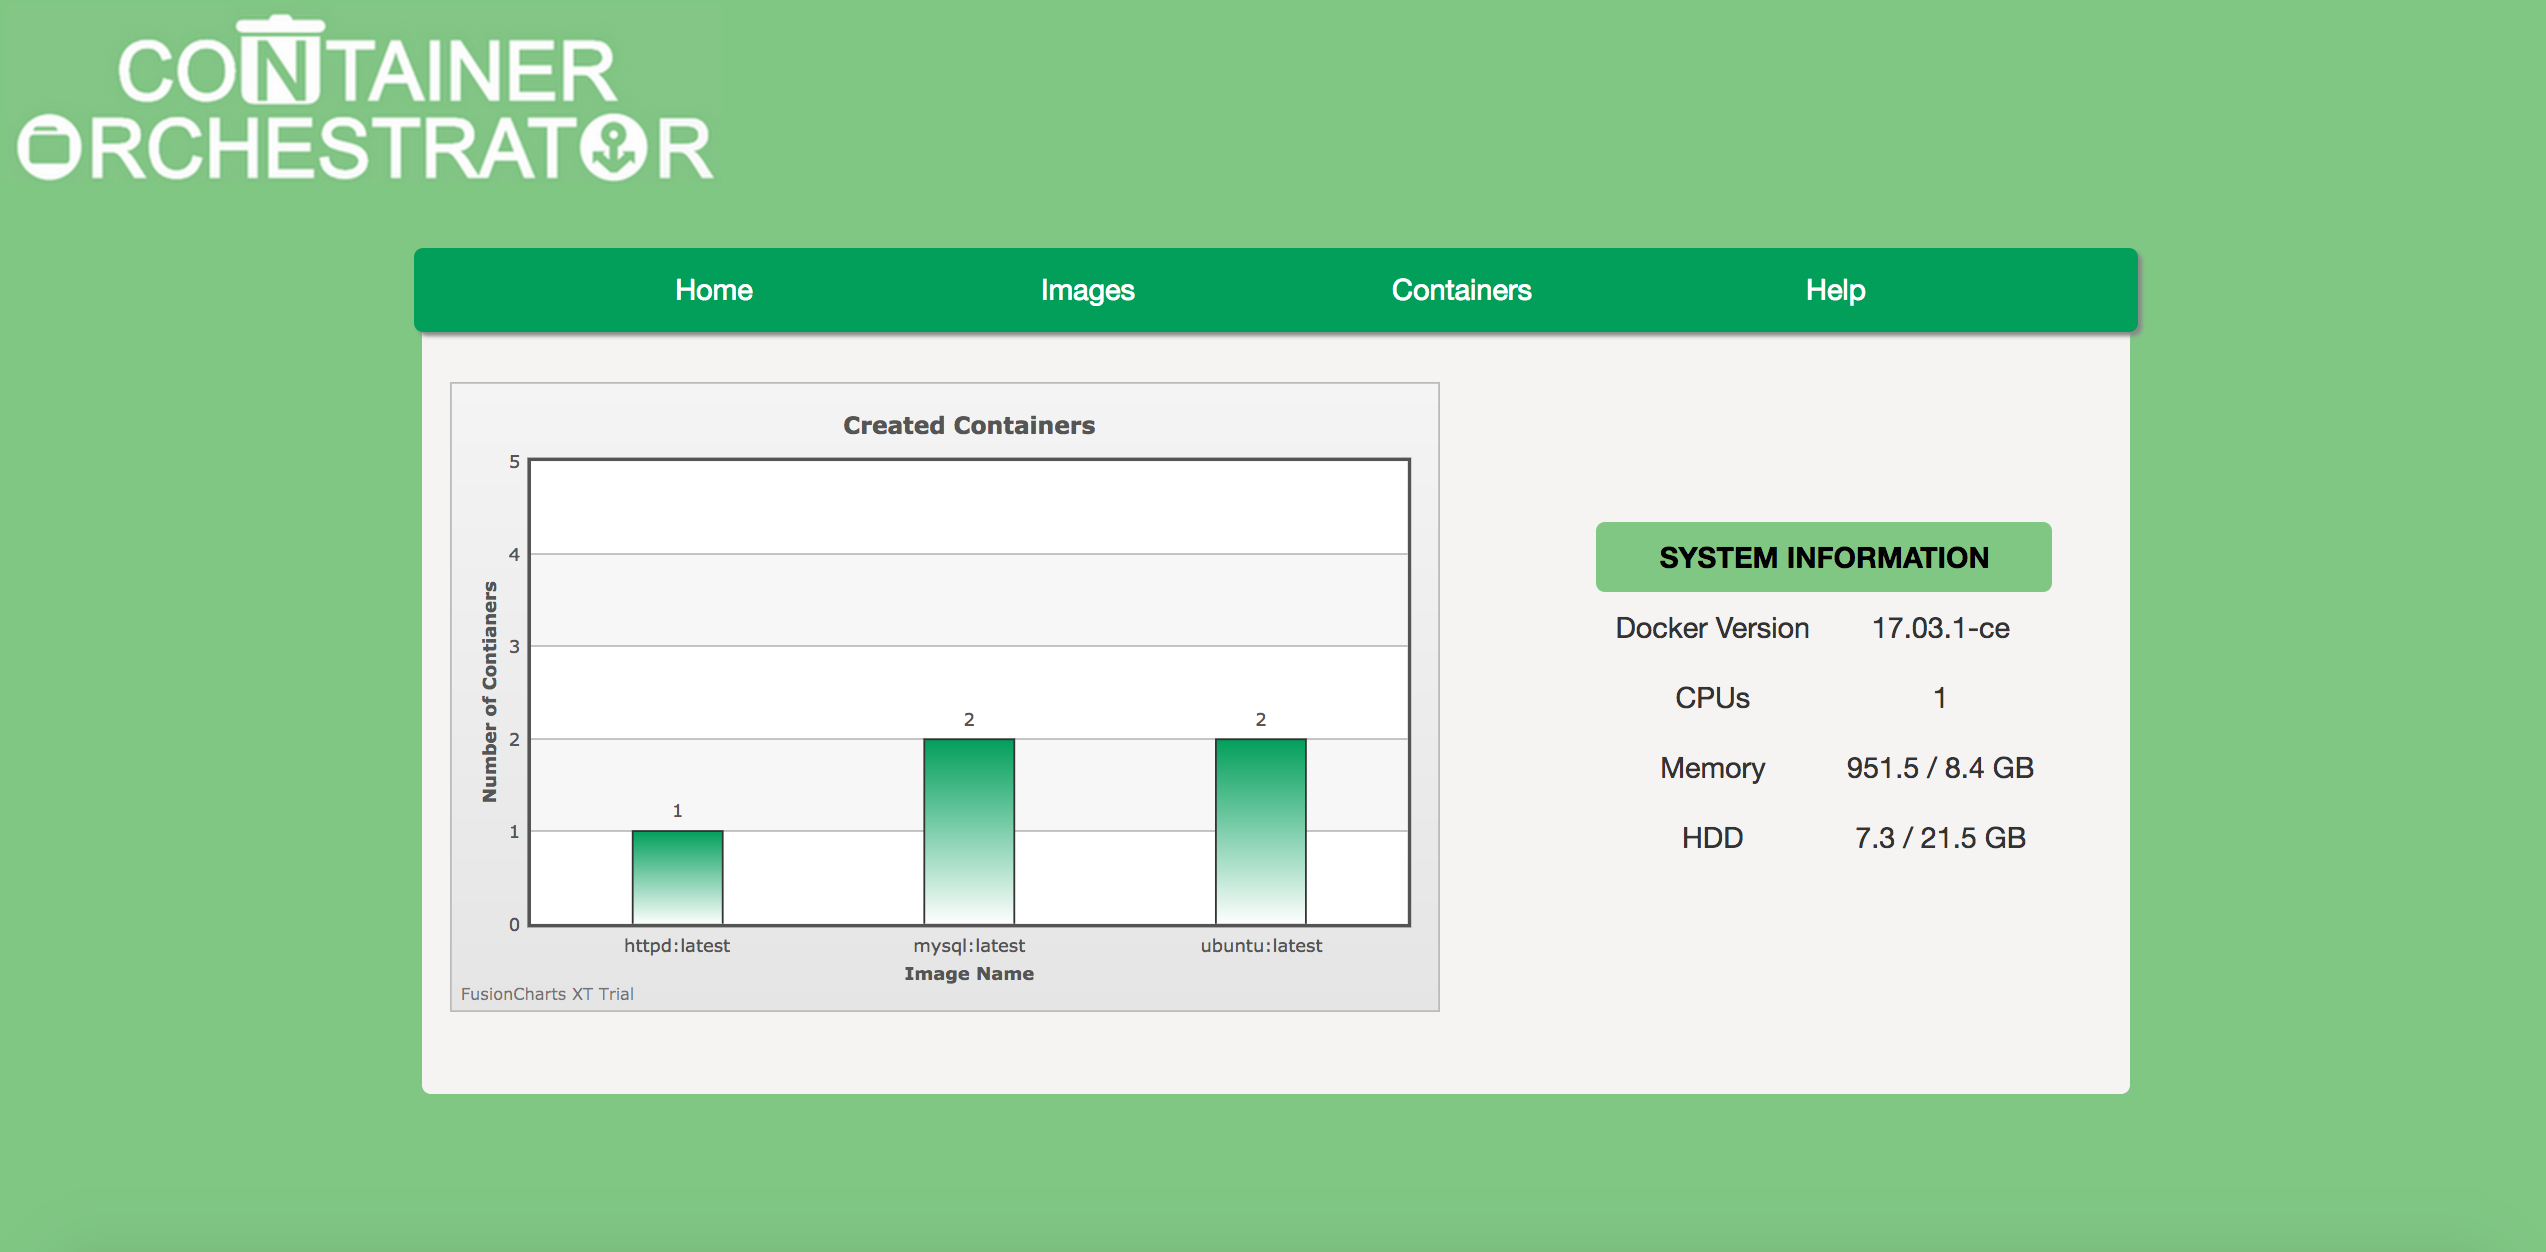 CONTAINER
ORCHESTRATOR
Home Images Containers Help
Created Containers
5
4
3
2
1
0
Number of Contianers
1
2
2
httpd:latest mysql:latest ubuntu:latest
Image Name
FusionCharts XT Trial
SYSTEM INFORMATION
Docker Version 17.03.1-ce
CPUs 1
Memory 951.5 / 8.4 GB
HDD 7.3 / 21.5 GB